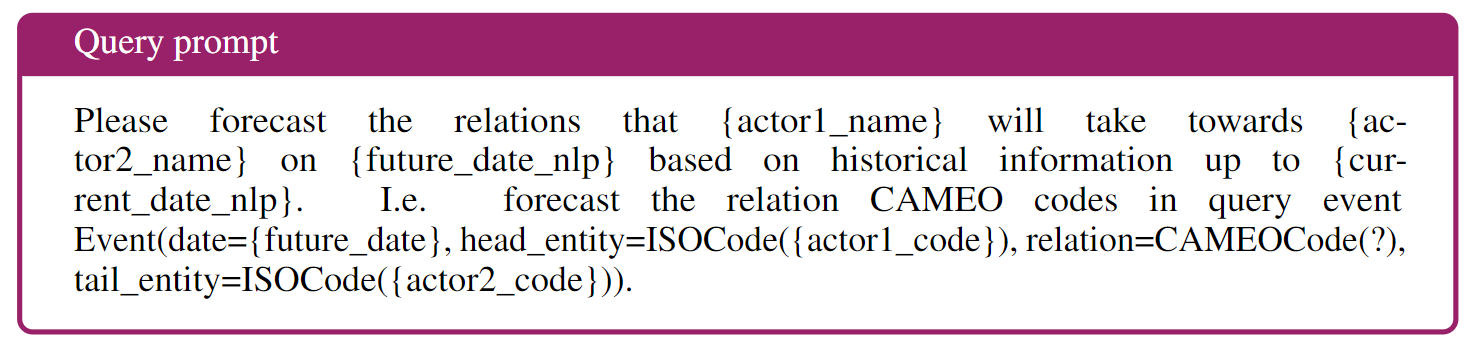 Query prompt
Please forecast the relations that {actor1_name} will take towards {ac-
tor2_name} on {future_date_nlp} based on historical information up to {cur-
rent_date_nlp}. I.e. forecast the relation CAMEO codes in query event
Event(date={future_date}, head_entity=ISOCode({actor1_code}), relation=CAMEOCode(?),
tail_entity=ISOCode({actor2_code})).